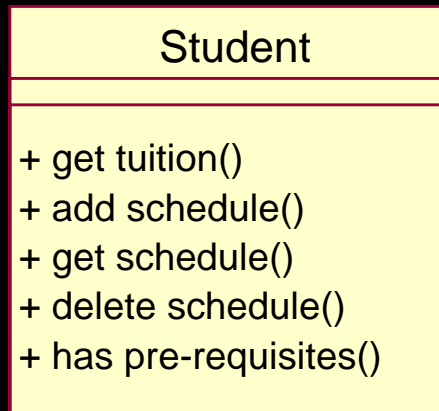 Student
+ get tuition()
+ add schedule()
+ get schedule()
+ delete schedule()
+ has pre-requisites()